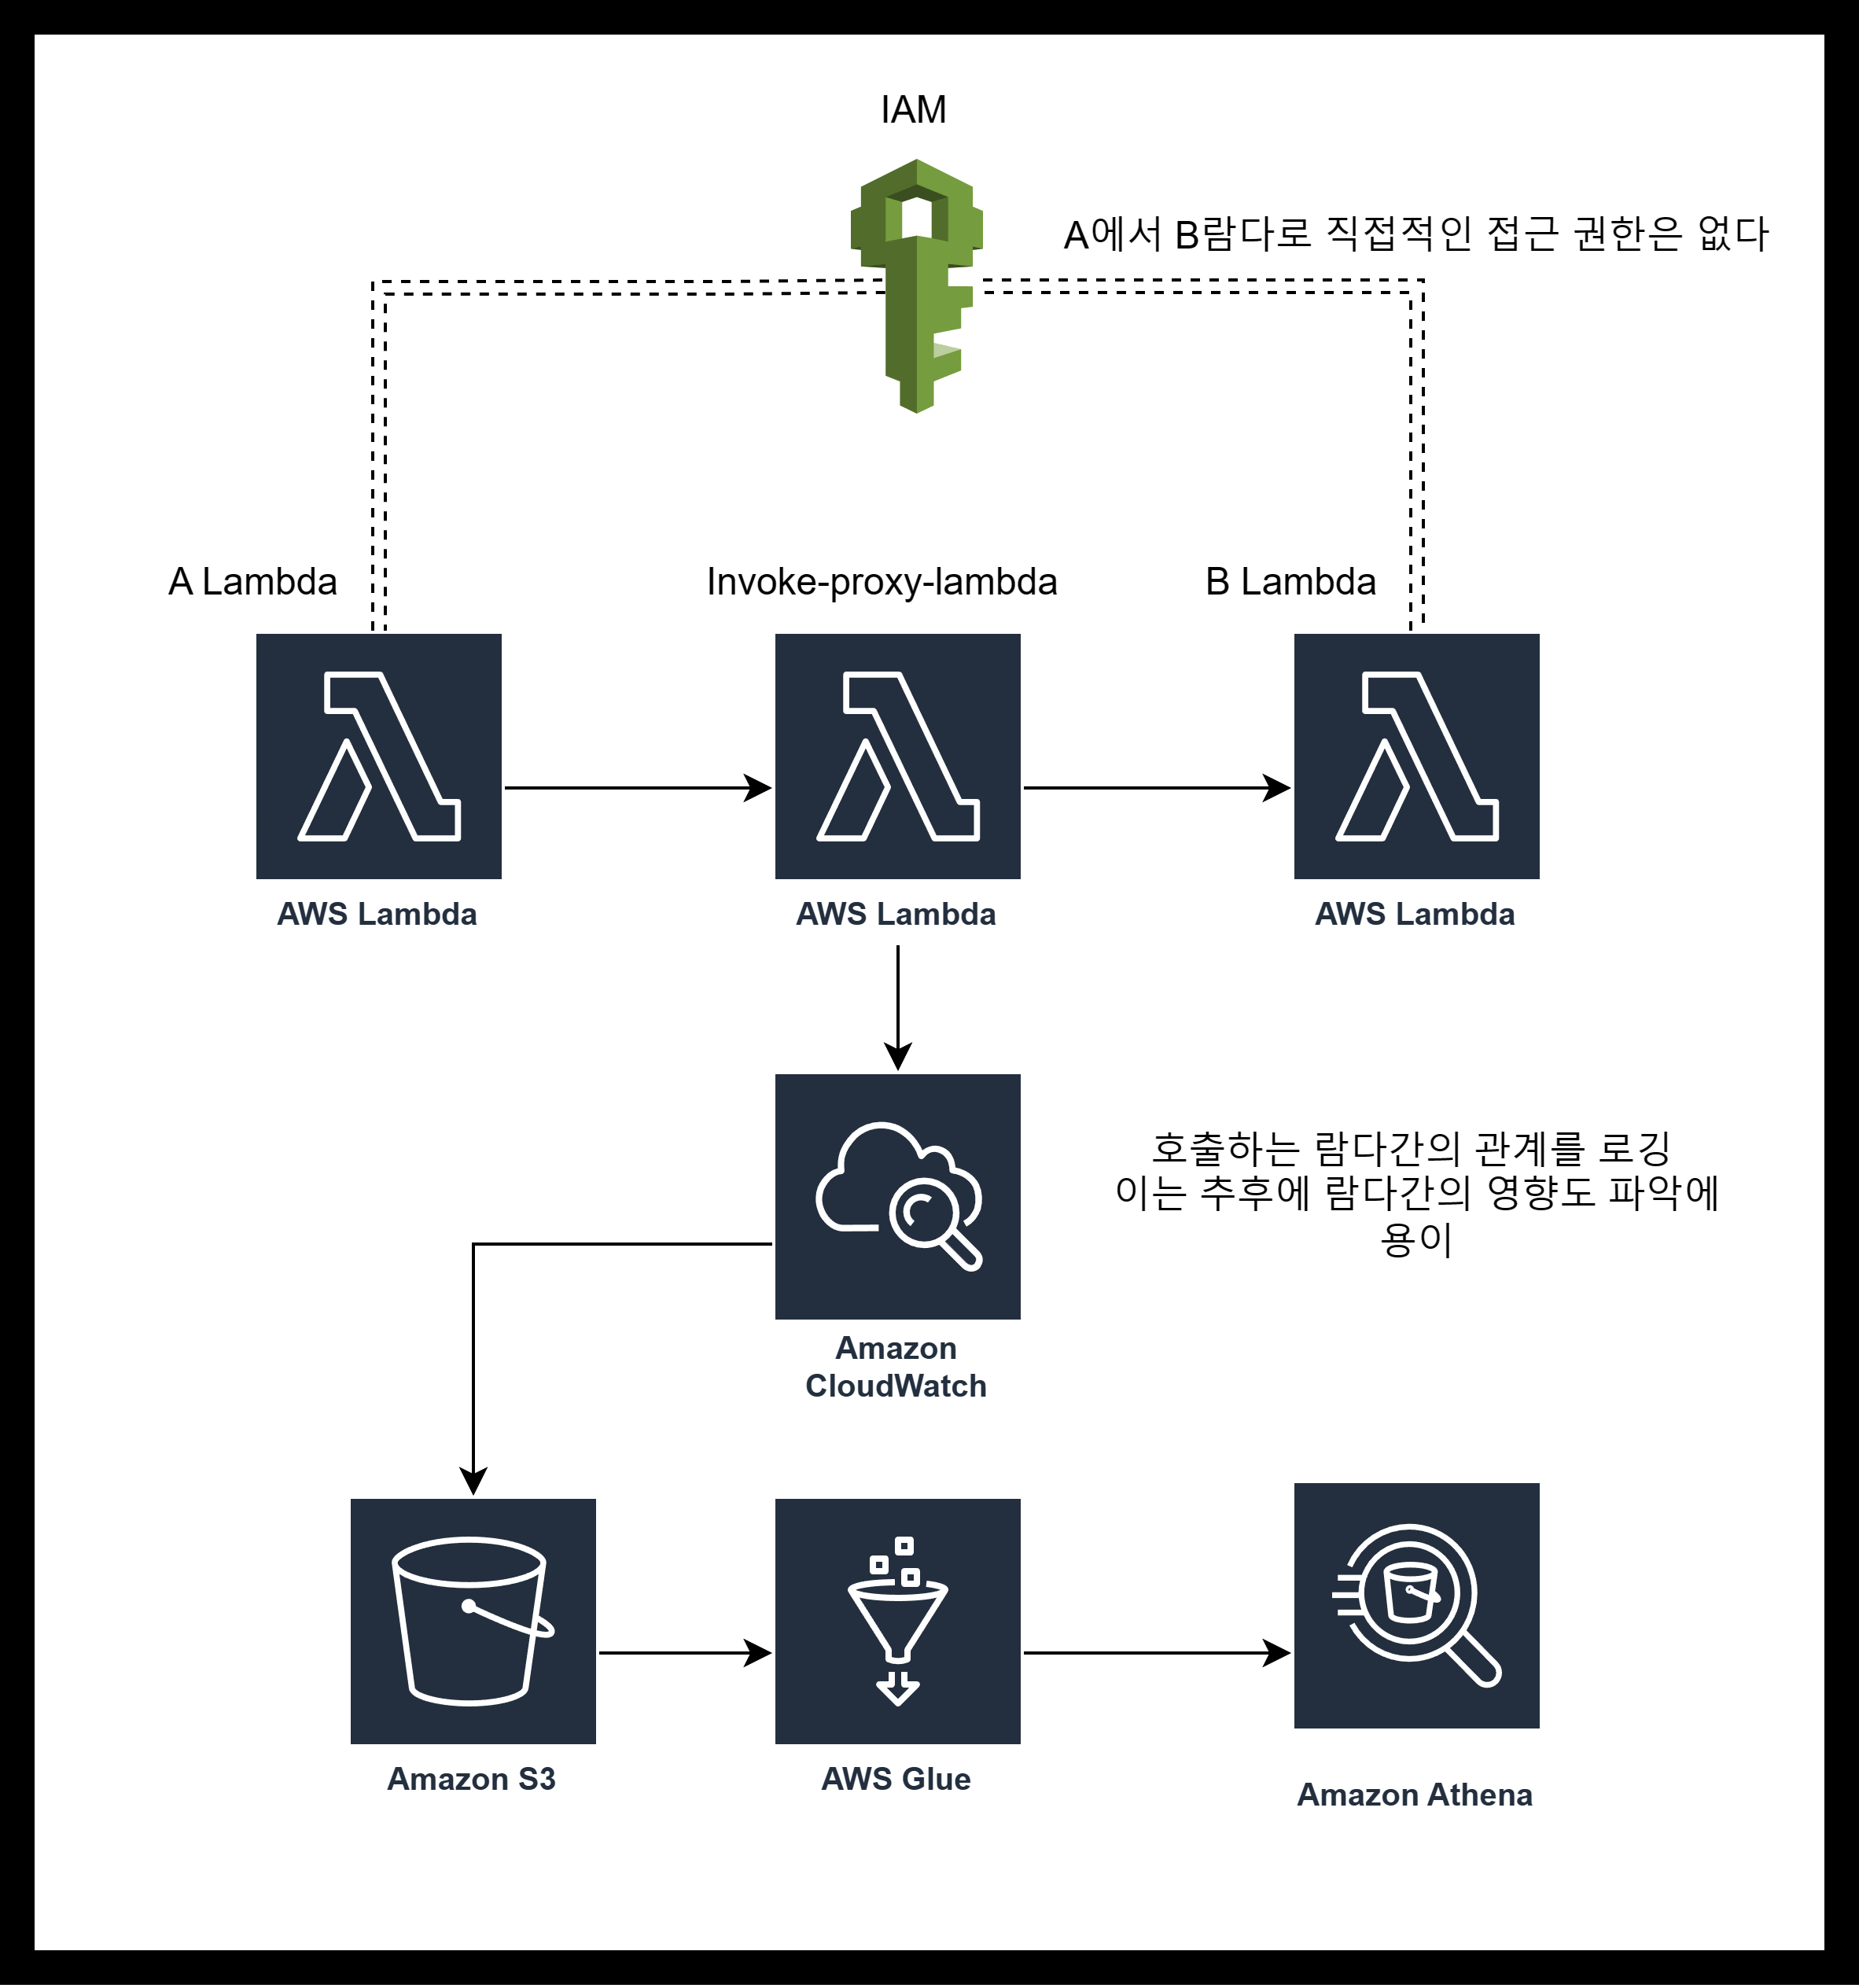 IAM
A에서 B람다로 직접적인 접근 권한은 없다
A Lambda
Invoke-proxy-lambda
B Lambda
AWS Lambda
AWS Lambda
AWS Lambda
호출하는 람다간의 관계를 로깅
이는 추후에 람다간의 영향도 파악에
용이
Amazon
CloudWatch
Amazon S3
AWS Glue
Amazon Athena